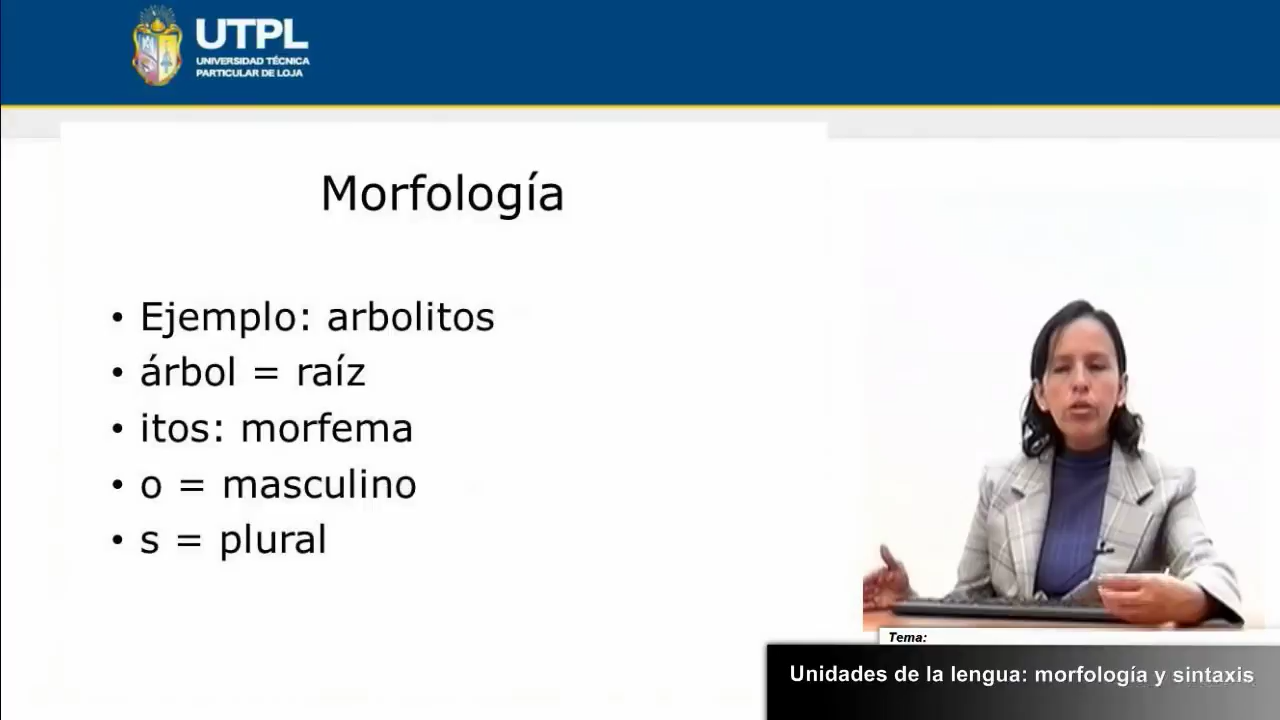 UTPL
UNIVERSIDAD TÉCNICA
PARTICULAR DE LOJA
Morfología
• Ejemplo: arbolitos
• árbol = raíz
• itos: morfema
• o = masculino
• s = plural
Tema:
Unidades de la lengua: morfología y sintaxis